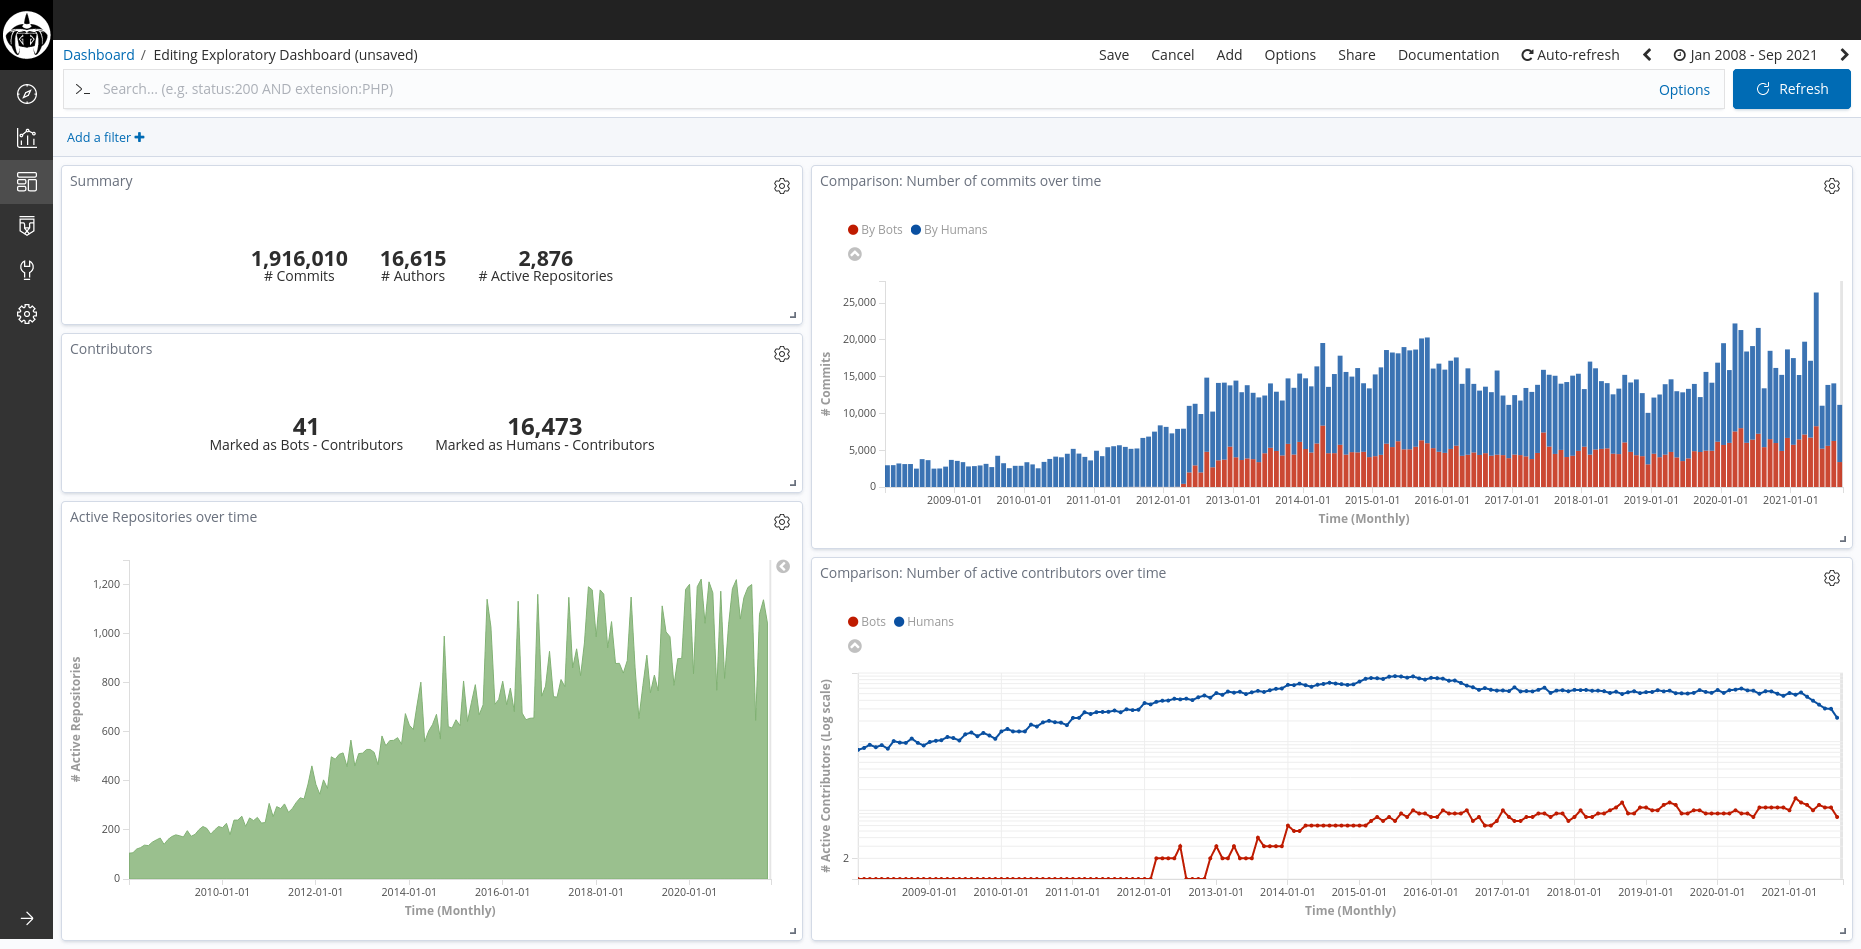 Dashboard / Editing Exploratory Dashboard (unsaved)
Save Cancel Add Options Share Documentation Auto-refresh Jan 2008 - Sep 2021
>_ Search... (e.g. status:200 AND extension:PHP)
Options
Refresh
Add a filter
Summary
1,916,010
# Commits
16,615
# Authors
2,876
# Active Repositories
Contributors
41
Marked as Bots - Contributors
16,473
Marked as Humans - Contributors
Active Repositories over time
# Active Repositories
1,200
1,000
800
600
400
200
0
2010-01-01 2012-01-01 2014-01-01 2016-01-01 2018-01-01 2020-01-01
Time (Monthly)
Comparison: Number of commits over time
By Bots By Humans
# Commits
25,000
20,000
15,000
10,000
5,000
0
2009-01-01 2010-01-01 2011-01-01 2012-01-01 2013-01-01 2014-01-01 2015-01-01 2016-01-01 2017-01-01 2018-01-01 2019-01-01 2020-01-01 2021-01-01
Time (Monthly)
Comparison: Number of active contributors over time
Bots Humans
# Active Contributors (Log scale)
2
2009-01-01 2010-01-01 2011-01-01 2012-01-01 2013-01-01 2014-01-01 2015-01-01 2016-01-01 2017-01-01 2018-01-01 2019-01-01 2020-01-01 2021-01-01
Time (Monthly)